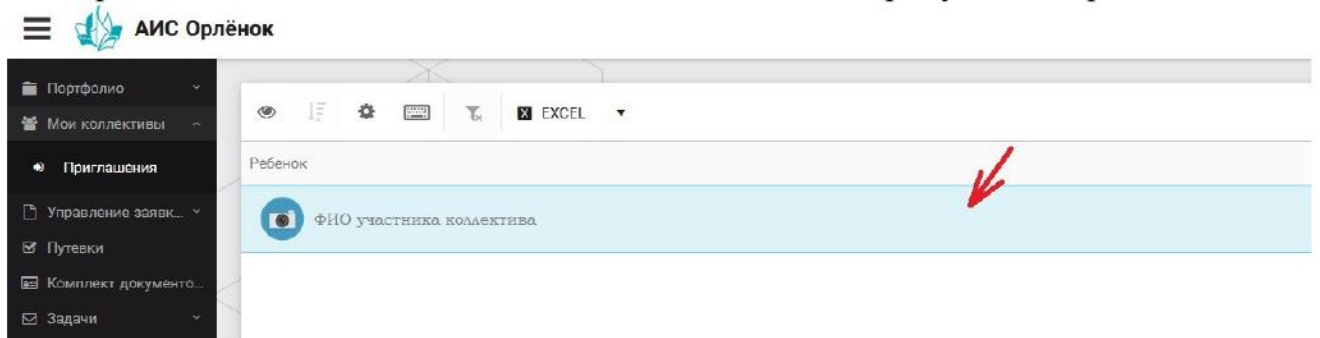 АИС Орлёнок
Портфолио
Мои коллективы
Приглашения
Управление заявк...
Путевки
Комплект документо...
Задачи
EXCEL
Ребенок
ФИО участника коллектива